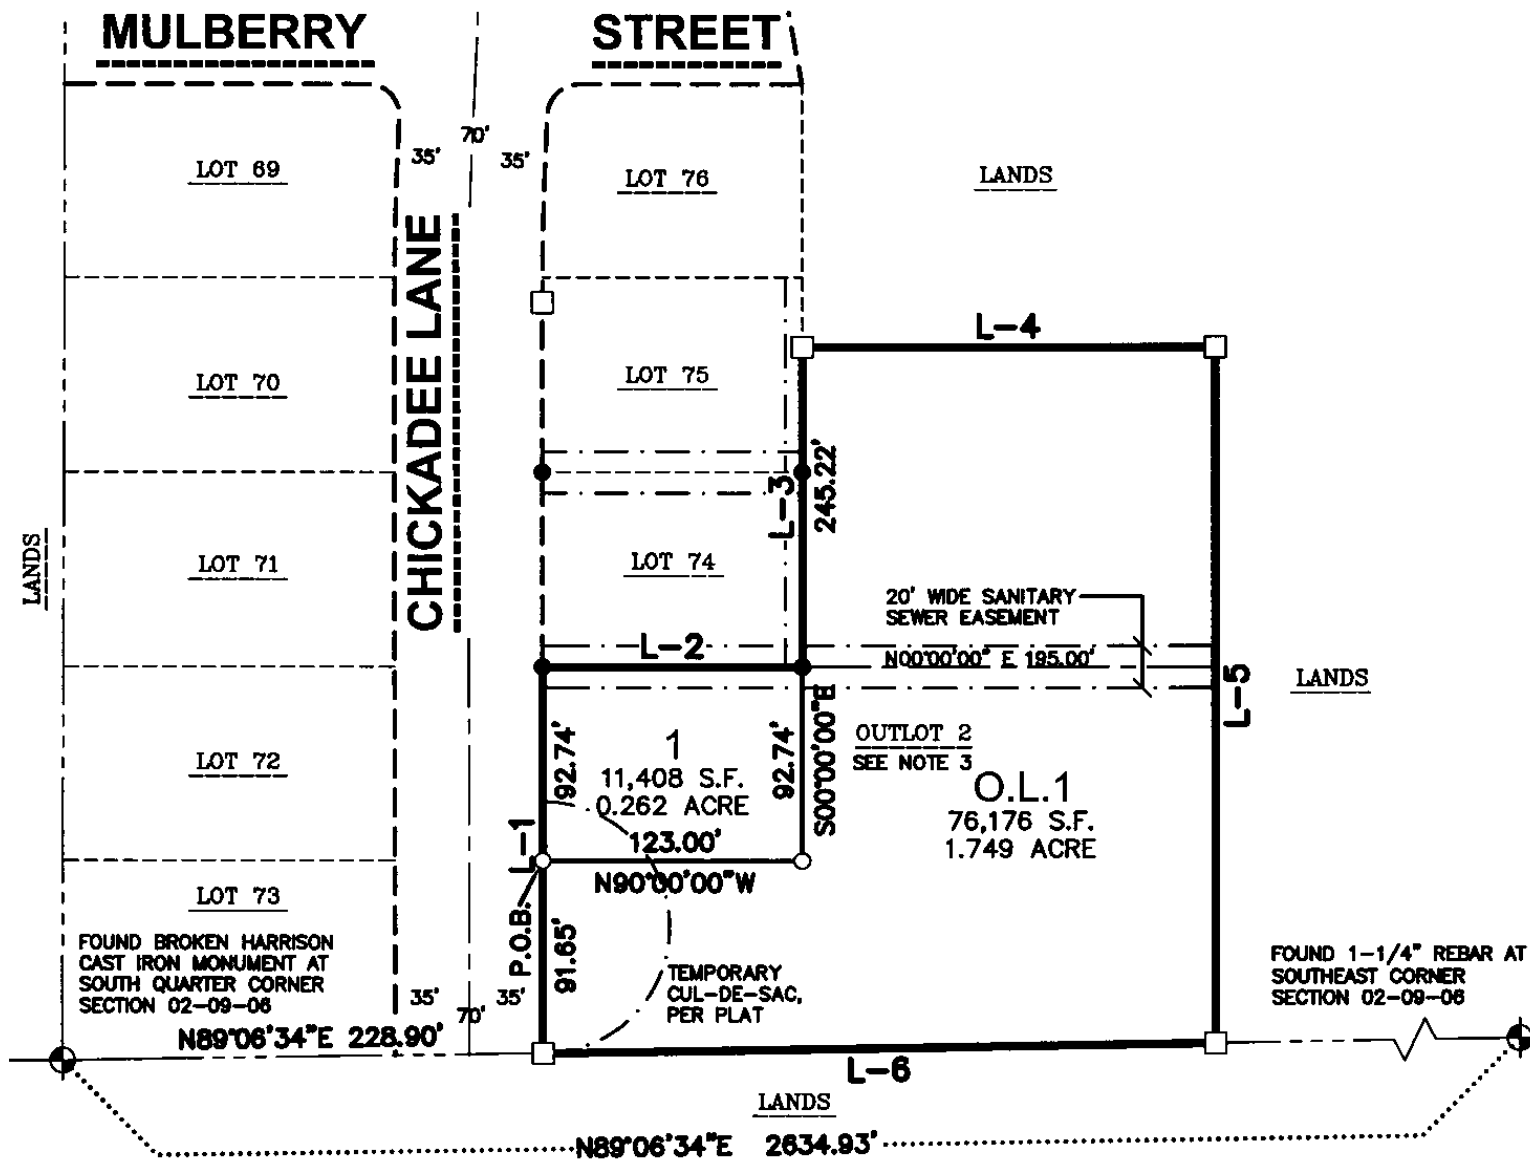 MULBERRY STREET
70'
35' 35'
LOT 69
LOT 76
LANDS
CHICKADEE LANE
L-4
LOT 70
LOT 75
L-3
245.22'
LOT 71
LOT 74
LANDS
20' WIDE SANITARY
SEWER EASEMENT
L-2
N00°00'00" E 195.00'
LANDS
L-5
LOT 72
92.74'
1
11,408 S.F.
0.262 ACRE
92.74'
S00°00'00"E
OUTLOT 2
SEE NOTE 3
O.L.1
76,176 S.F.
1.749 ACRE
L-1
123.00'
N90°00'00"W
LOT 73
P.O.B.
91.65'
FOUND BROKEN HARRISON
CAST IRON MONUMENT AT
SOUTH QUARTER CORNER
SECTION 02-09-06
35' 35'
70'
TEMPORARY
CUL-DE-SAC,
PER PLAT
FOUND 1-1/4" REBAR AT
SOUTHEAST CORNER
SECTION 02-09-06
N89°06'34"E 228.90'
L-6
LANDS
N89°06'34"E 2634.93'